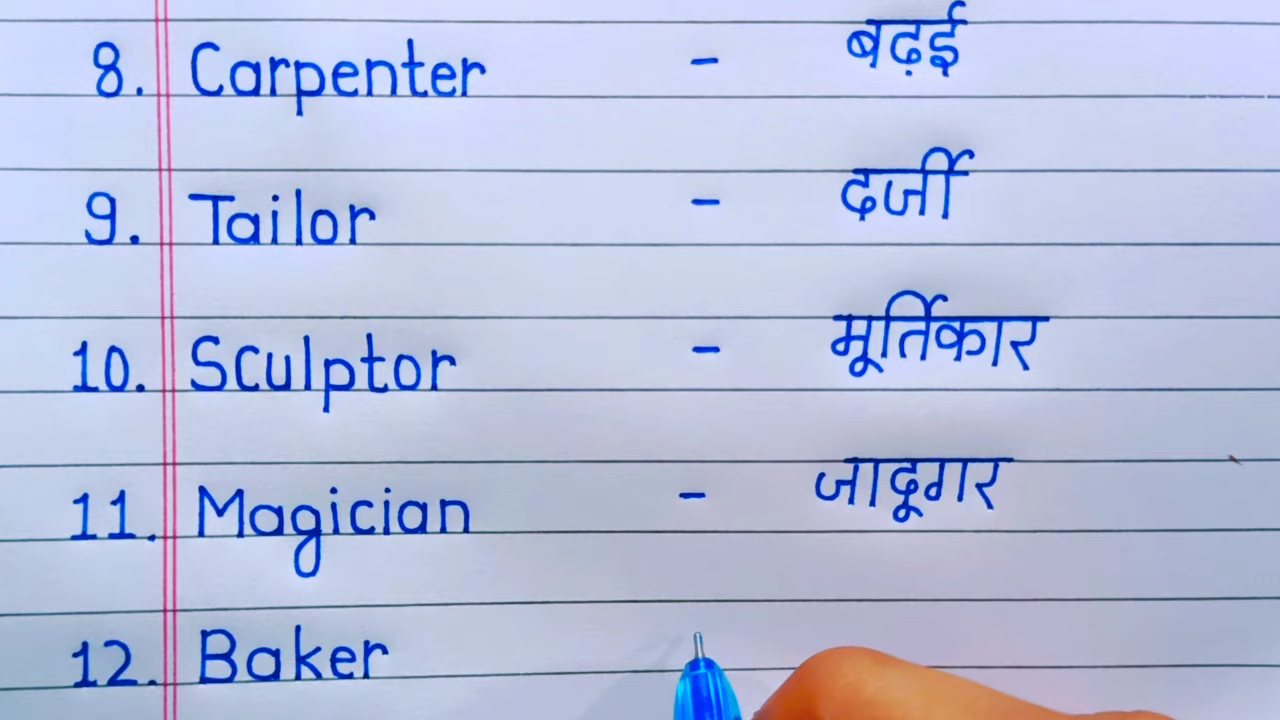 8. Carpenter - बढ़ई
9. Tailor - दर्जी
10. Sculptor - मूर्तिकार
11. Magician - जादूगर
12. Baker